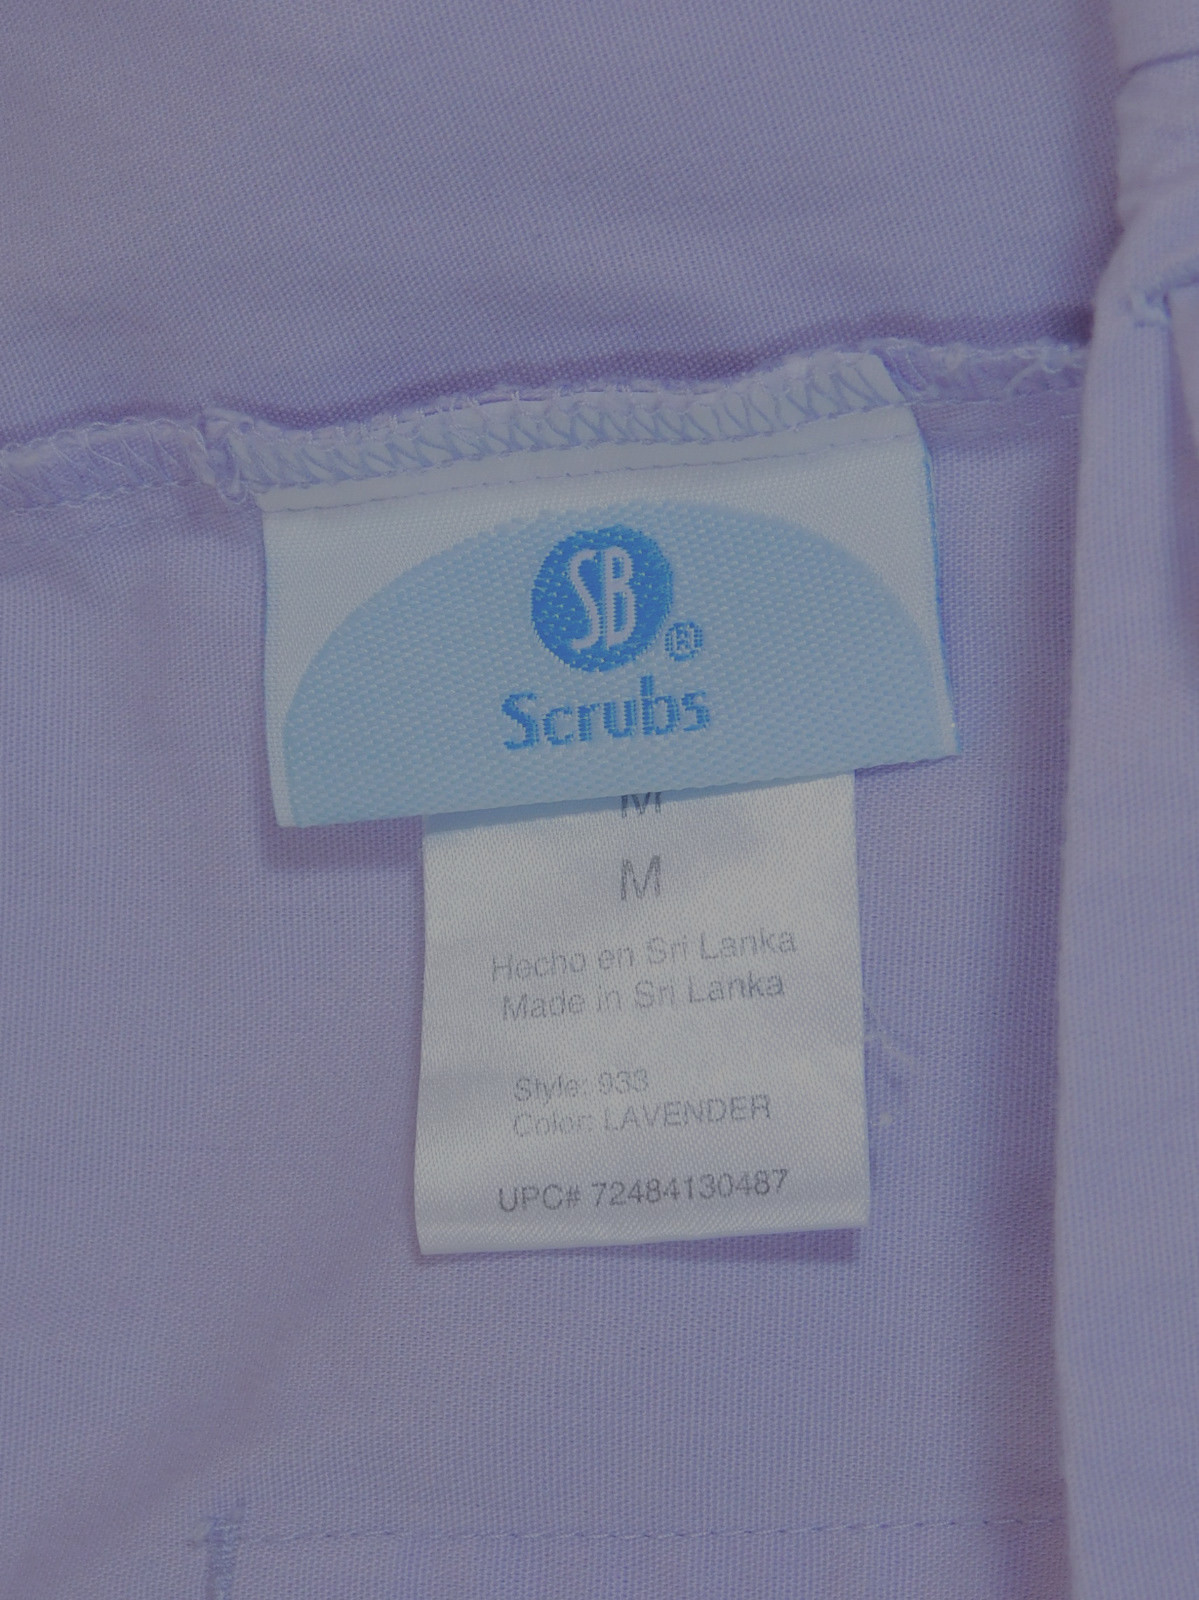 SB®
Scrubs
M
M
Hecho en Sri Lanka
Made in Sri Lanka
Style: 933
Color: LAVENDER
UPC# 72484130487